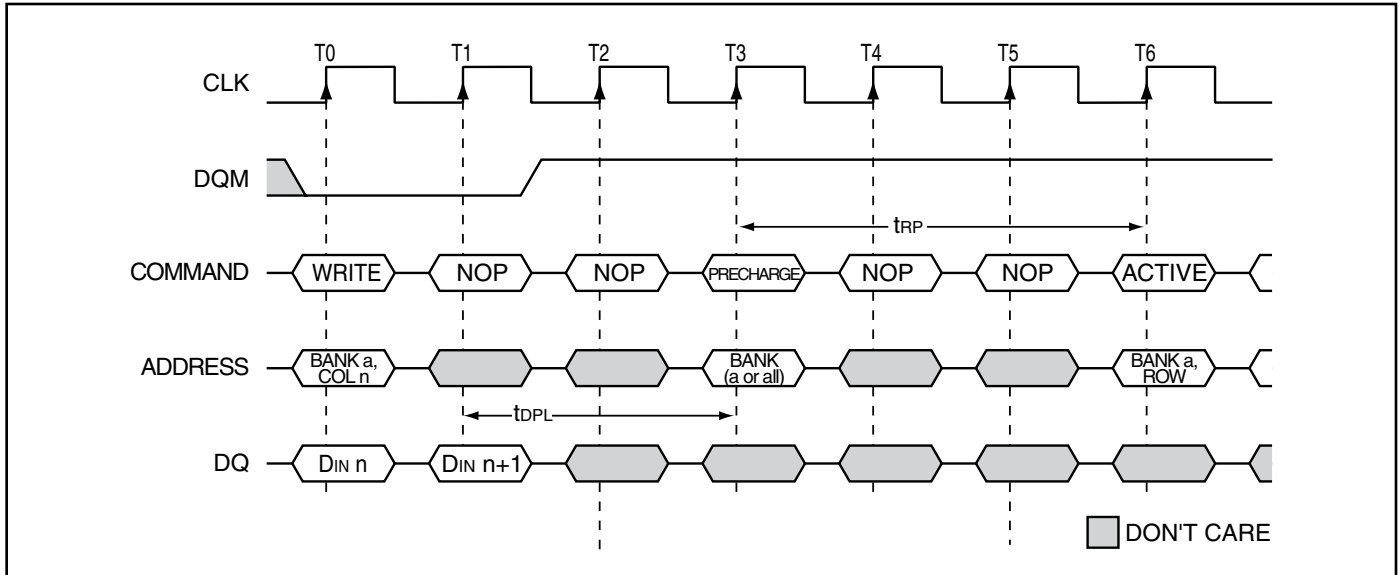 T0 T1 T2 T3 T4 T5 T6
CLK
DQM
tRP
COMMAND WRITE NOP NOP PRECHARGE NOP NOP ACTIVE
ADDRESS BANK a, COL n BANK (a or all) BANK a, ROW
tDPL
DQ DIN n DIN n+1
DON'T CARE